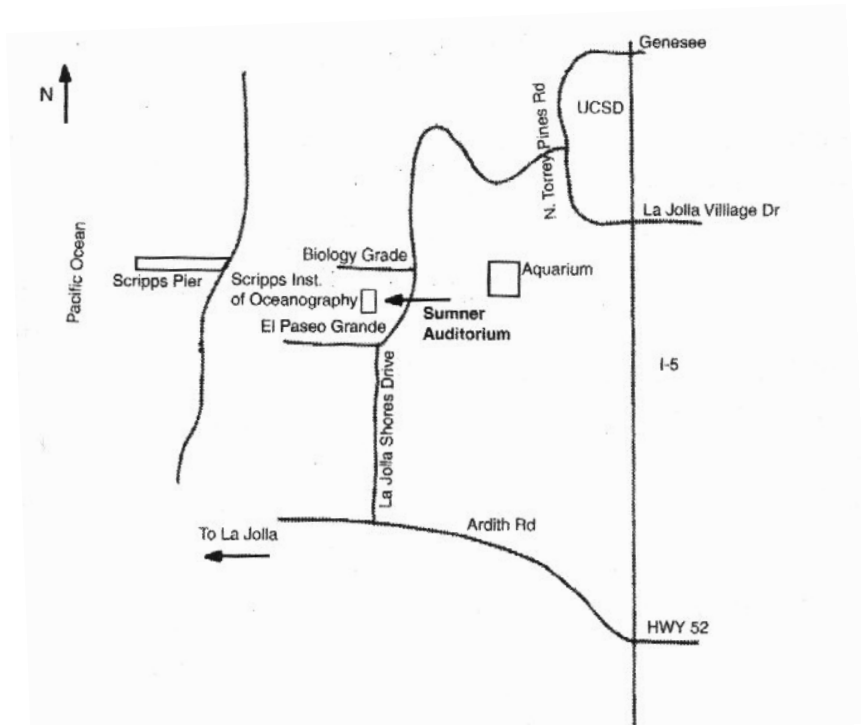 Genesee
N
UCSD
N. Torrey Pines Rd
La Jolla Villiage Dr
Pacific Ocean
Biology Grade
Aquarium
Scripps Pier
Scripps Inst.
of Oceanography
Sumner
Auditorium
El Paseo Grande
I-5
La Jolla Shores Drive
Ardith Rd
To La Jolla
HWY 52